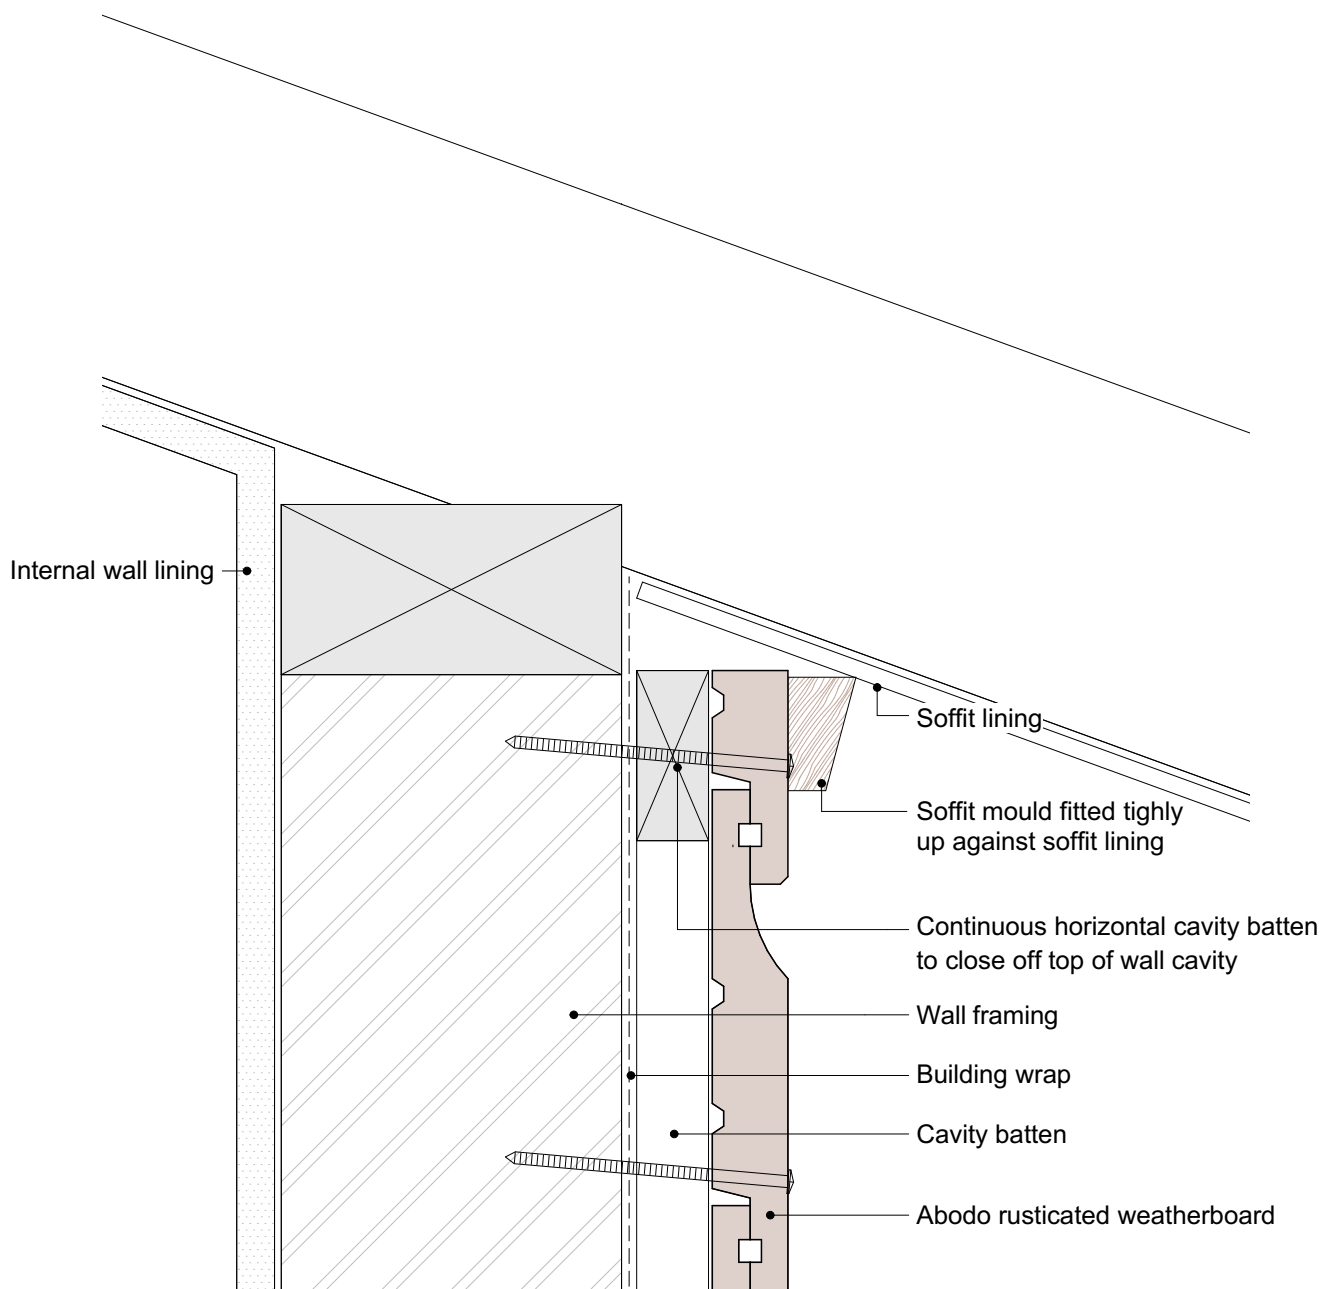 Internal wall lining
Soffit lining
Soffit mould fitted tighly
up against soffit lining
Continuous horizontal cavity batten
to close off top of wall cavity
Wall framing
Building wrap
Cavity batten
Abodo rusticated weatherboard